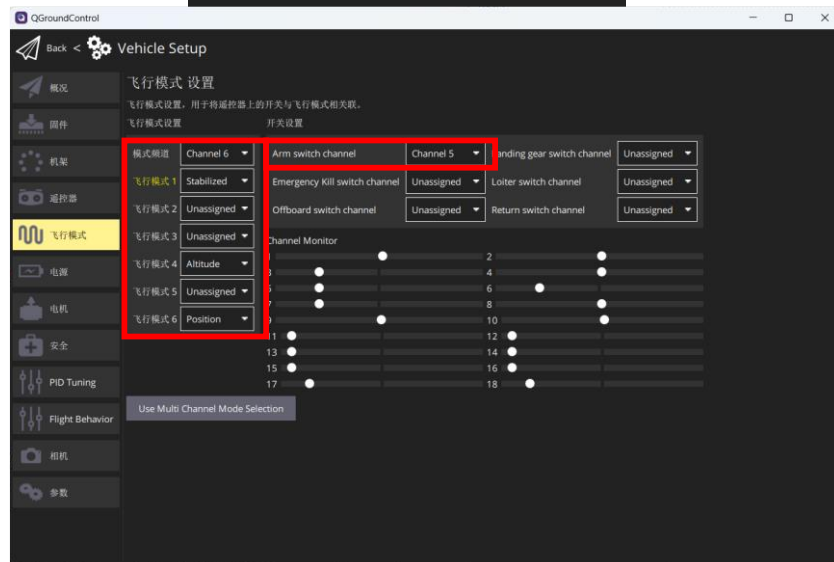 QGroundControl
Back < Vehicle Setup
概况
固件
机架
遥控器
飞行模式
电源
电机
安全
PID Tuning
Flight Behavior
相机
参数
飞行模式 设置
飞行模式设置，用于将遥控器上的开关与飞行模式相关联。
飞行模式设置
模式频道 Channel 6
飞行模式 1 Stabilized
飞行模式 2 Unassigned
飞行模式 3 Unassigned
飞行模式 4 Altitude
飞行模式 5 Unassigned
飞行模式 6 Position
开关设置
Arm switch channel Channel 5 Landing gear switch channel Unassigned
Emergency Kill switch channel Unassigned Loiter switch channel Unassigned
Offboard switch channel Unassigned Return switch channel Unassigned
Channel Monitor
1 2
3 4
5 6
7 8
9 10
11 12
13 14
15 16
17 18
Use Multi Channel Mode Selection